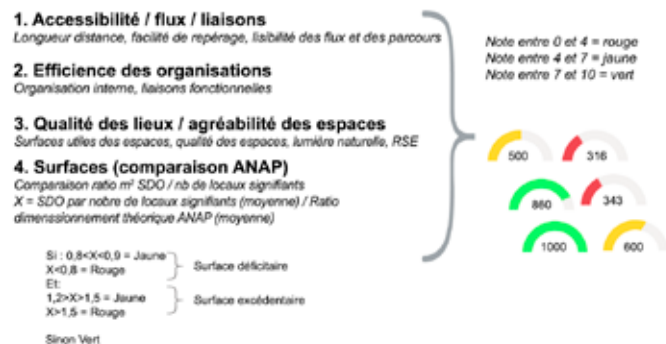 1. Accessibilité / flux / liaisons
Longueur distance, facilité de repérage, lisibilité des flux et des parcours
2. Efficience des organisations
Organisation interne, liaisons fonctionnelles
3. Qualité des lieux / agréabilité des espaces
Surfaces utiles des espaces, qualité des espaces, lumière naturelle, RSE
4. Surfaces (comparaison ANAP)
Comparaison ratio m² SDO / nb de locaux signifiants
X = SDO par nobre de locaux signifiants (moyenne) / Ratio
dimenssionnement théorique ANAP (moyenne)
Si : 0,8<X<0,9 = Jaune
X<0,8 = Rouge
Surface déficitaire
Et:
1,2>X>1,5 = Jaune
X>1,5 = Rouge
Surface excédentaire
Sinon Vert
Note entre 0 et 4 = rouge
Note entre 4 et 7 = jaune
Note entre 7 et 10 = vert
500
316
860
343
1000
600